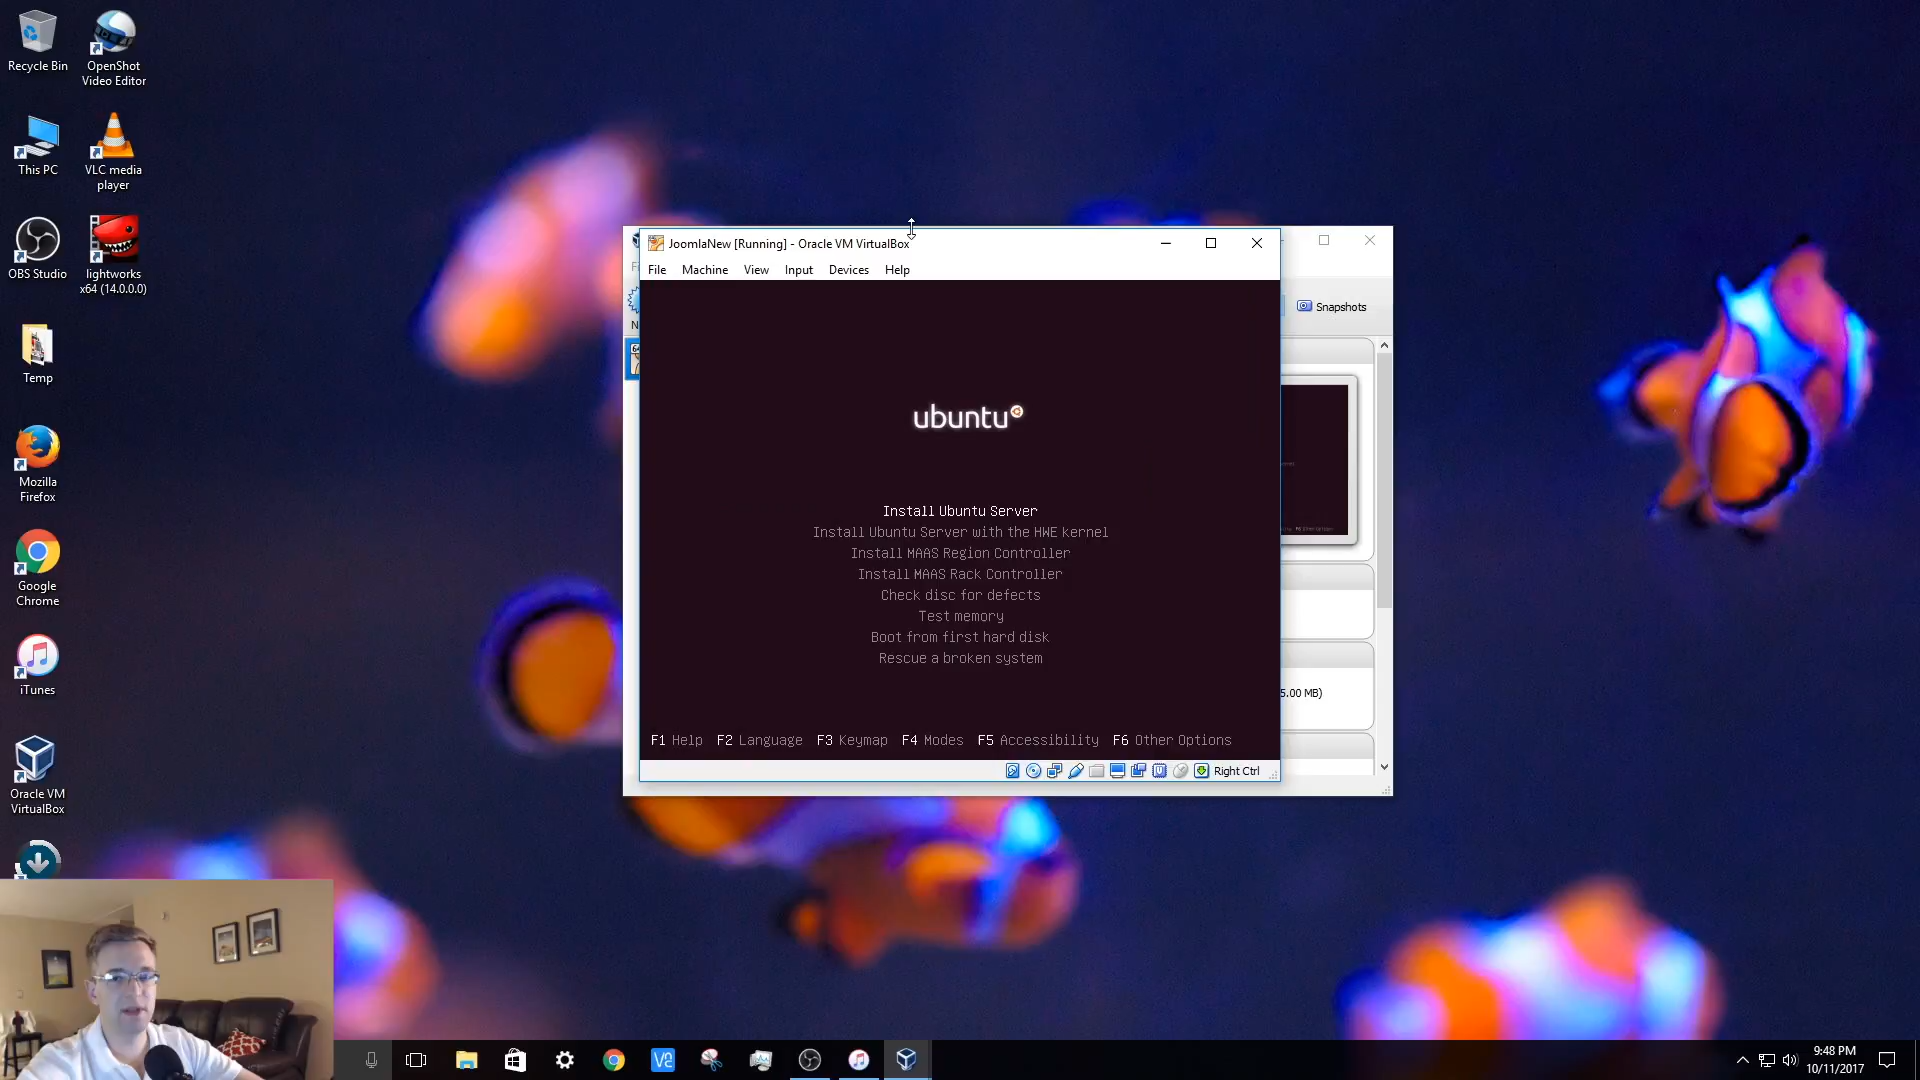 Recycle Bin
OpenShot
Video Editor
This PC
VLC media
player
OBS Studio
lightworks
x64 (14.0.0.0)
Temp
Mozilla
Firefox
Google
Chrome
iTunes
Oracle VM
VirtualBox
JoomlaNew [Running] - Oracle VM VirtualBox
File Machine View Input Devices Help
Snapshots
ubuntu
Install Ubuntu Server
Install Ubuntu Server with the HWE kernel
Install MAAS Region Controller
Install MAAS Rack Controller
Check disc for defects
Test memory
Boot from first hard disk
Rescue a broken system
5.00 MB)
F1 Help F2 Language F3 Keymap F4 Modes F5 Accessibility F6 Other Options
Right Ctrl
9:48 PM
10/11/2017